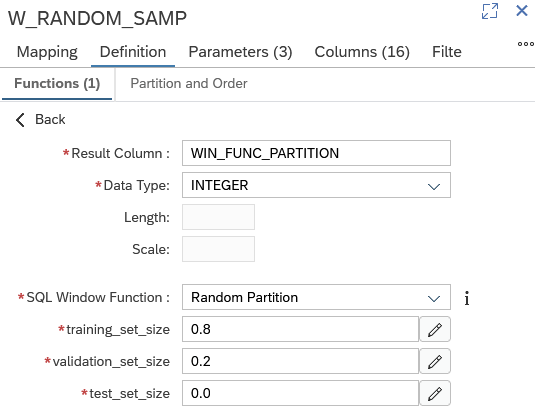 W_RANDOM_SAMP
Mapping Definition Parameters (3) Columns (16) Filte
Functions (1) Partition and Order
Back
*Result Column : WIN_FUNC_PARTITION
*Data Type: INTEGER
Length:
Scale:
*SQL Window Function : Random Partition
*training_set_size 0.8
*validation_set_size 0.2
*test_set_size 0.0